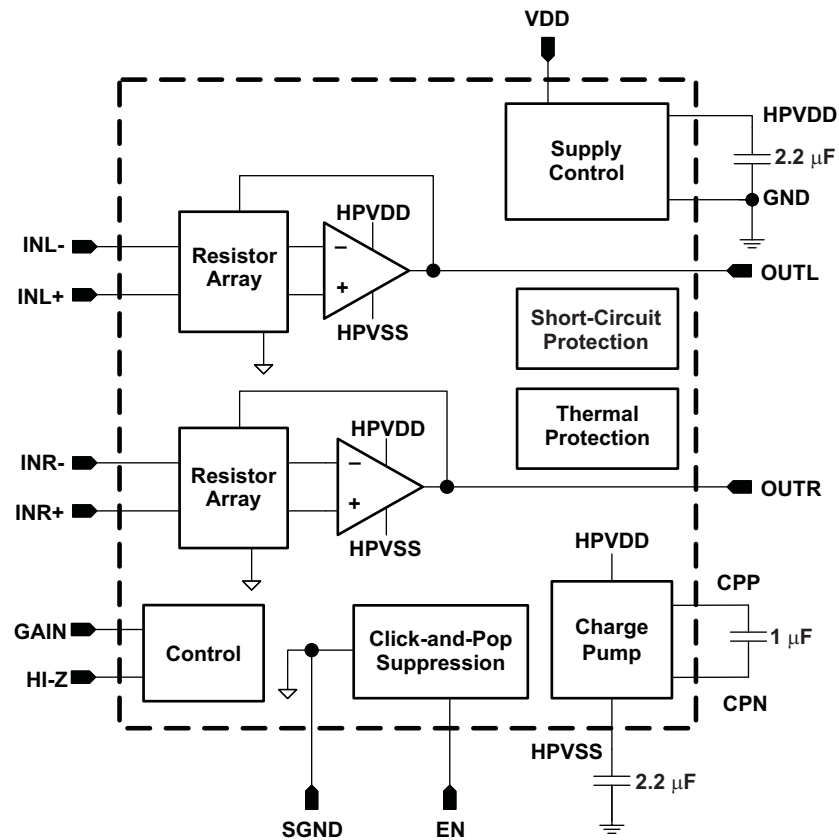 VDD
HPVDD
Supply
Control
2.2 μF
GND
HPVDD
INL-
Resistor
Array
−
OUTL
INL+
+
HPVSS
Short-Circuit
Protection
Thermal
Protection
HPVDD
INR-
Resistor
Array
−
OUTR
INR+
+
HPVSS
HPVDD
CPP
GAIN
Control
HI-Z
Click-and-Pop
Suppression
Charge
Pump
1 μF
CPN
HPVSS
2.2 μF
SGND
EN